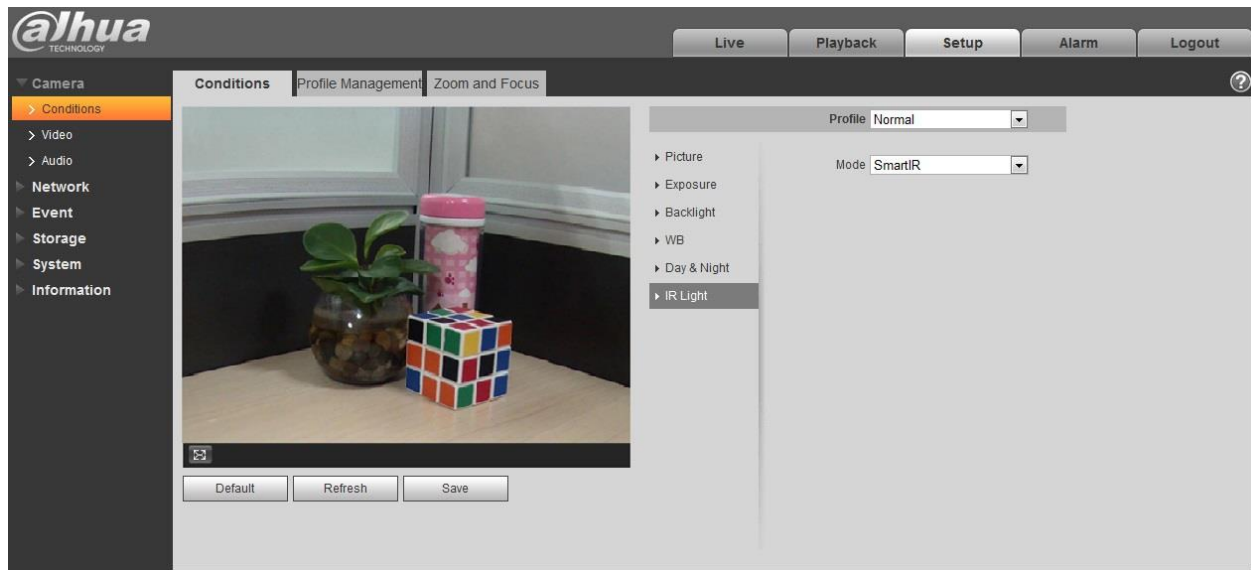 alhua
TECHNOLOGY
Live
Playback
Setup
Alarm
Logout
Camera
Conditions
Video
Audio
Network
Event
Storage
System
Information
Conditions
Profile Management
Zoom and Focus
?
Profile Normal
Picture
Exposure
Backlight
WB
Day & Night
IR Light
Mode SmartIR
Default
Refresh
Save